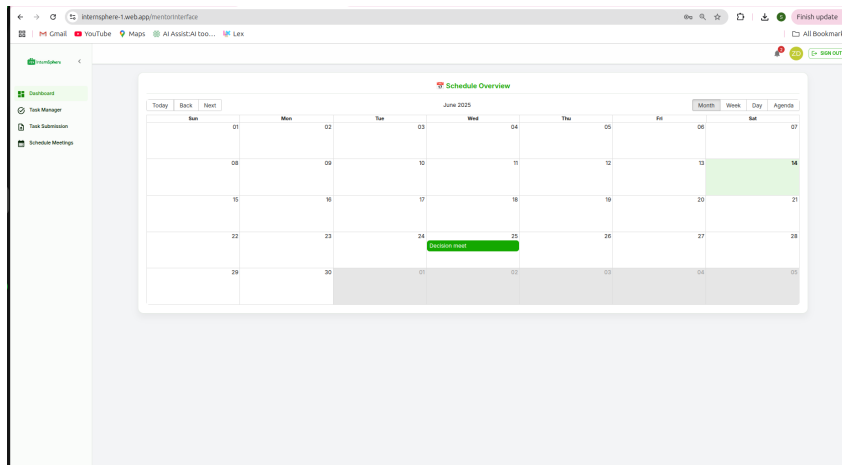 internsphere-1.web.app/mentorInterface
S
Finish update
M Gmail YouTube Maps AI Assist:AI too... Lex
All Bookmark
InternSphere
2
ZD
SIGN OUT
Dashboard
Task Manager
Task Submission
Schedule Meetings
Schedule Overview
Today Back Next
June 2025
Month Week Day Agenda
Sun Mon Tue Wed Thu Fri Sat
01 02 03 04 05 06 07
08 09 10 11 12 13 14
15 16 17 18 19 20 21
22 23 24 25 26 27 28
Decision meet
29 30 01 02 03 04 05